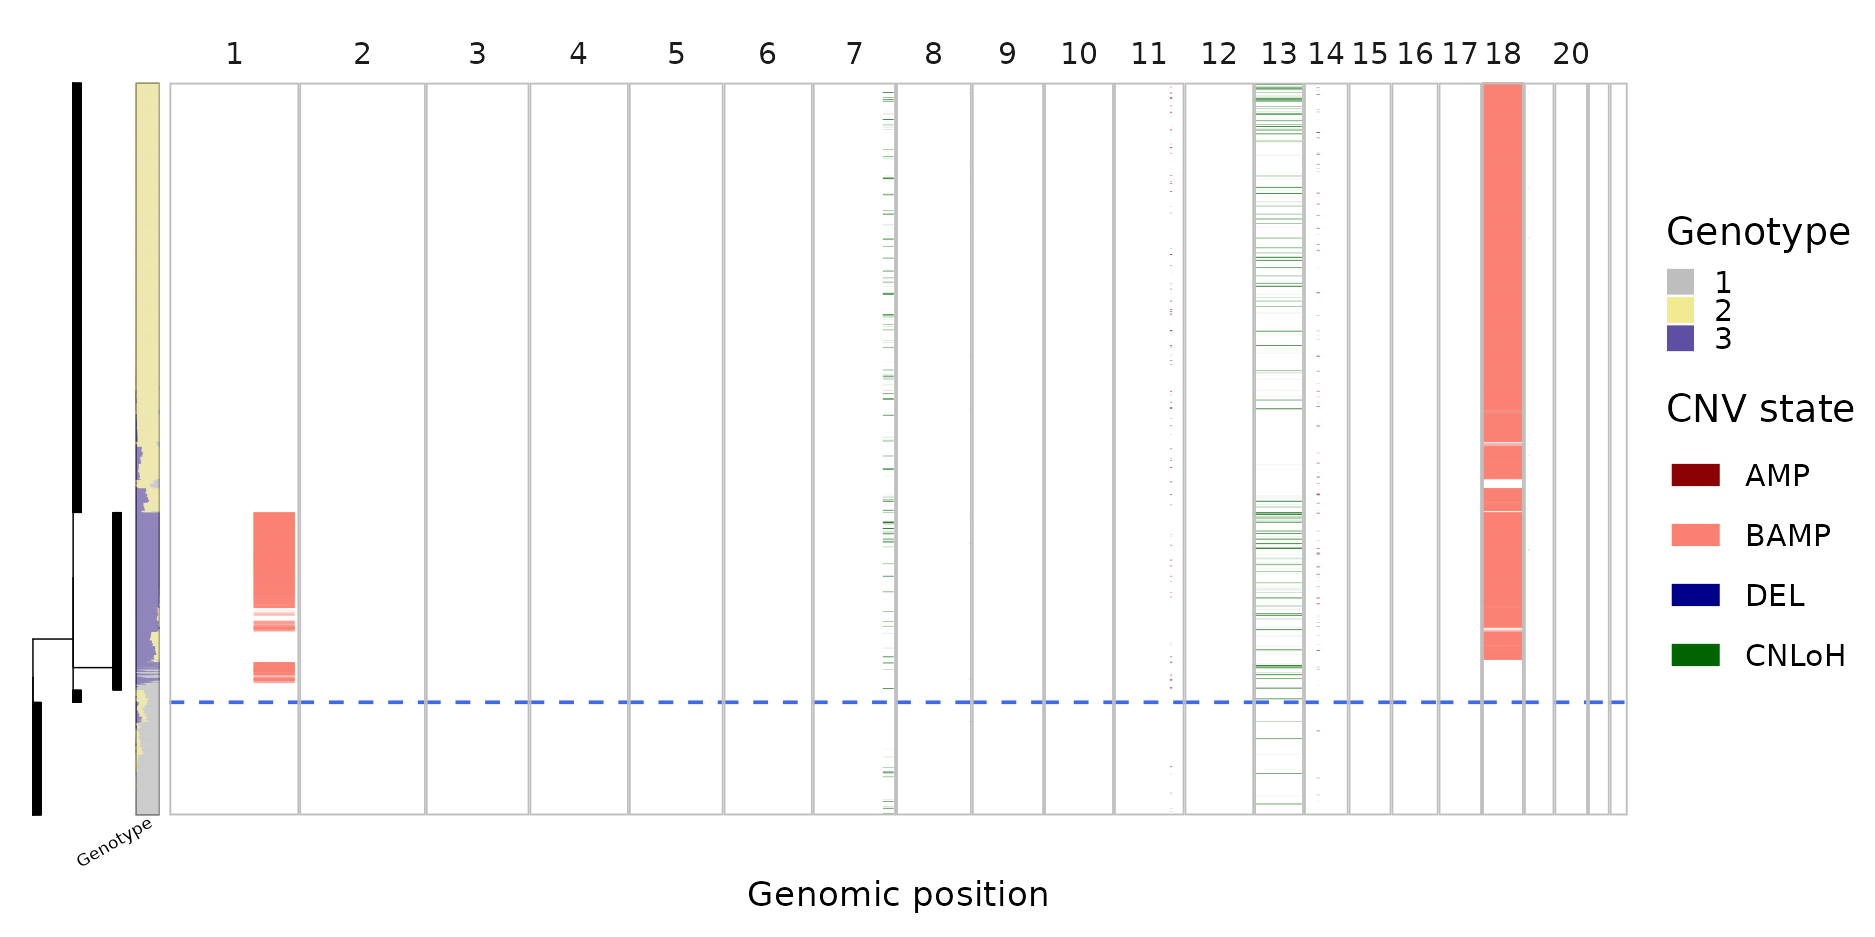 1 2 3 4 5 6 7 8 9 10 11 12 13 14 15 16 17 18 20
Genotype
1
2
3
CNV state
AMP
BAMP
DEL
CNLoH
Genotype
Genomic position